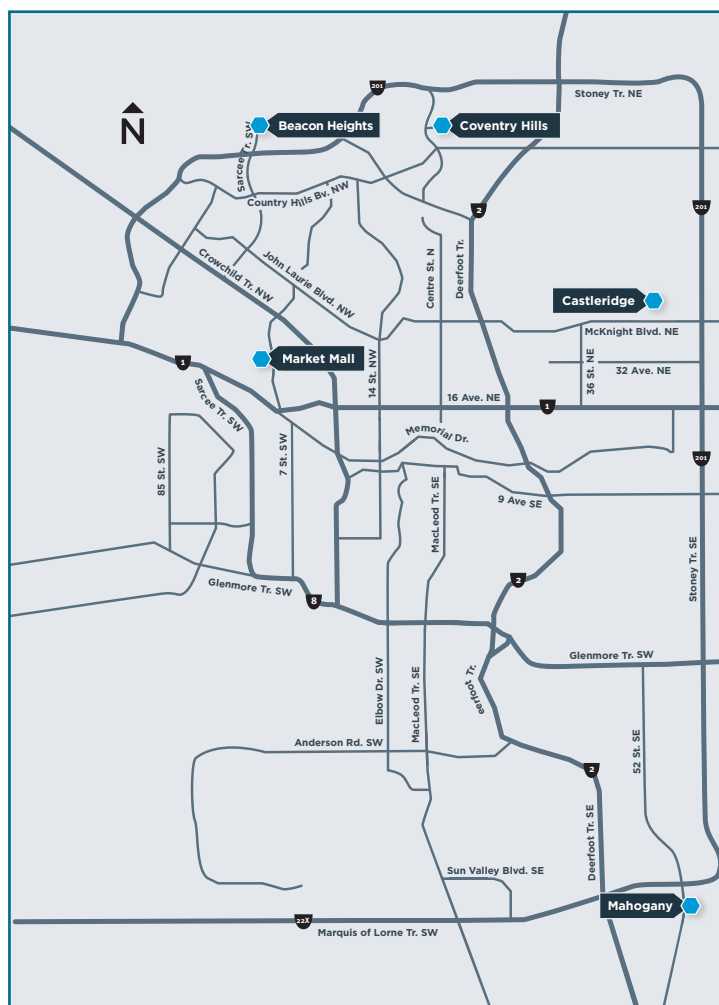 201
Stoney Tr. NE
N
Beacon Heights
Coventry Hills
Sarcee Tr. SW
Country Hills Bv. NW
2
201
Crowchild Tr. NW
John Laurie Blvd. NW
Centre St. N
Deerfoot Tr.
Castleridge
McKnight Blvd. NE
Market Mall
1
14 St. NW
36 St. NE
32 Ave. NE
Sarcee Tr. SW
16 Ave. NE
1
Memorial Dr.
85 St. SW
7 St. SW
MacLeod Tr. SE
201
9 Ave SE
Stoney Tr. SE
2
Glenmore Tr. SW
8
Glenmore Tr. SW
Elbow Dr. SW
MacLeod Tr. SE
eerfoot Tr.
52 St. SE
Anderson Rd. SW
2
Deerfoot Tr. SE
Sun Valley Blvd. SE
Mahogany
22X
Marquis of Lorne Tr. SW